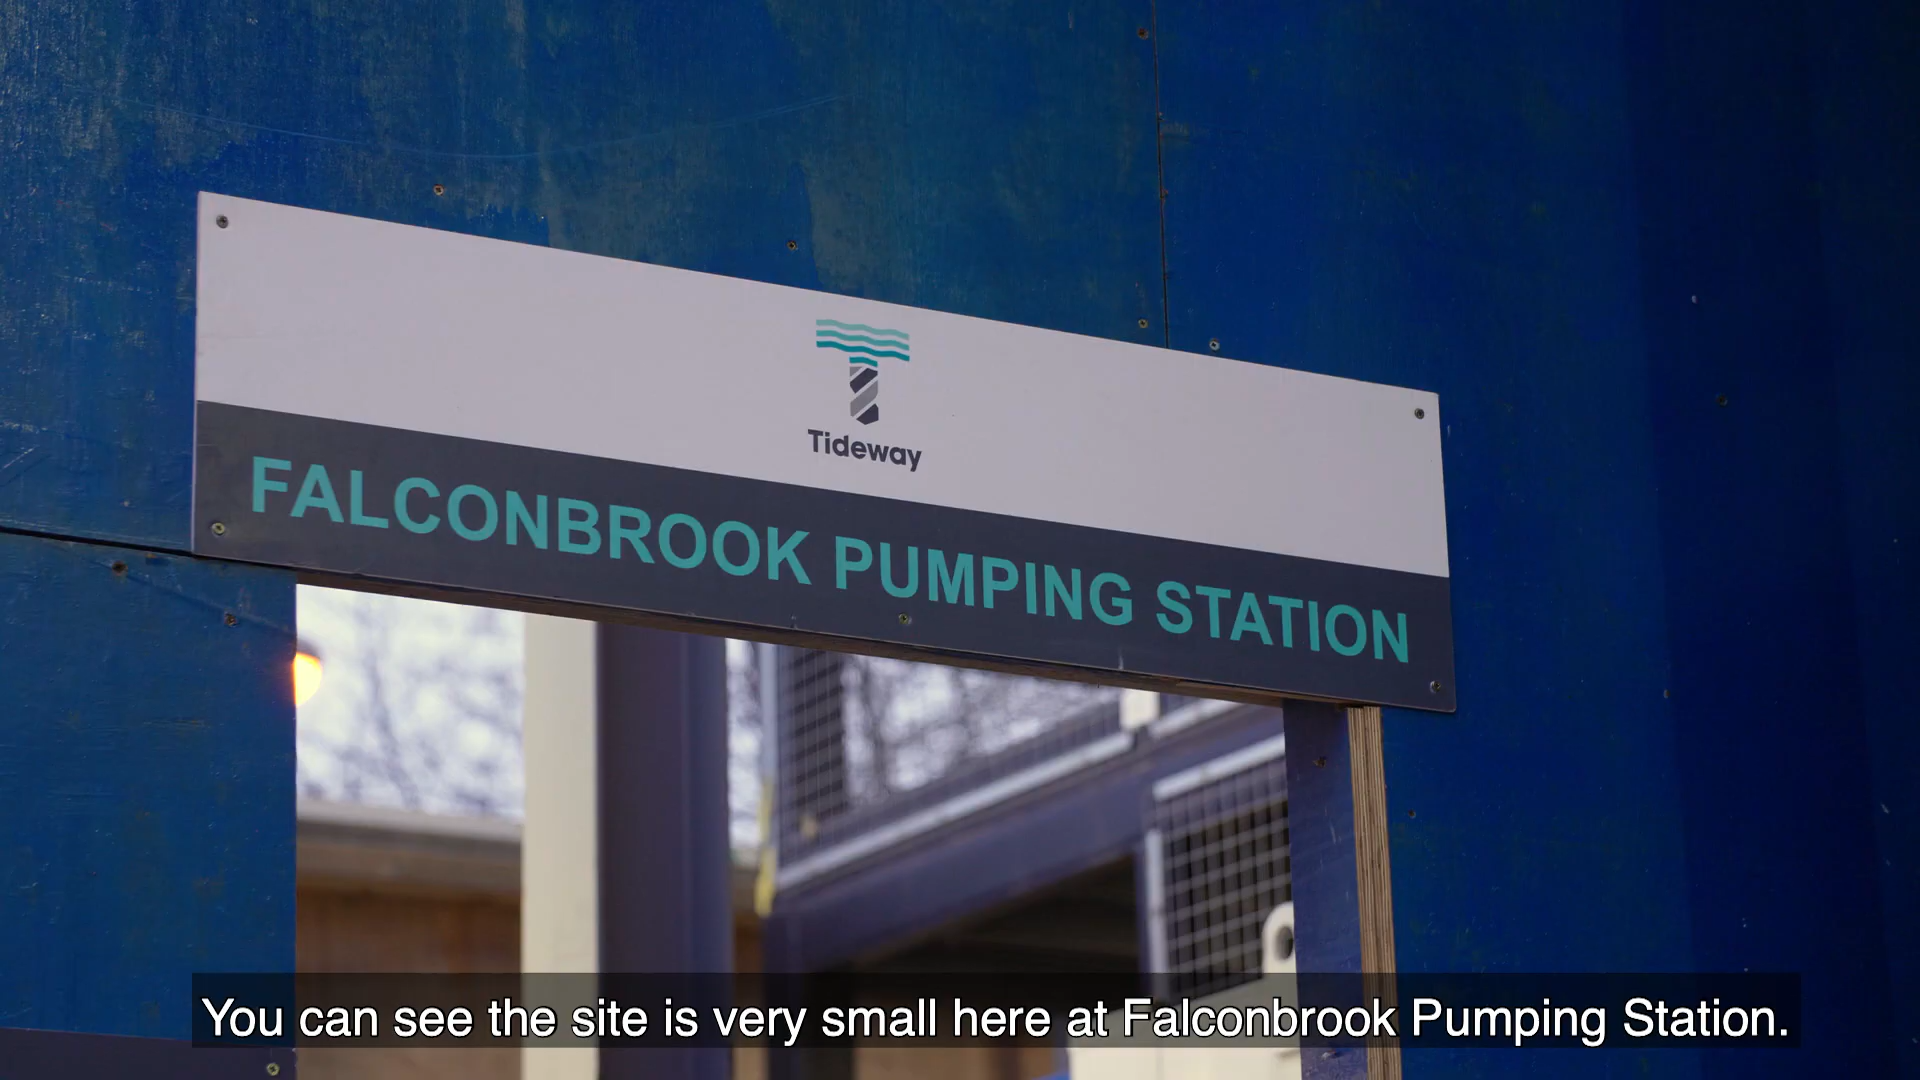 Tideway
FALCONBROOK PUMPING STATION
You can see the site is very small here at Falconbrook Pumping Station.